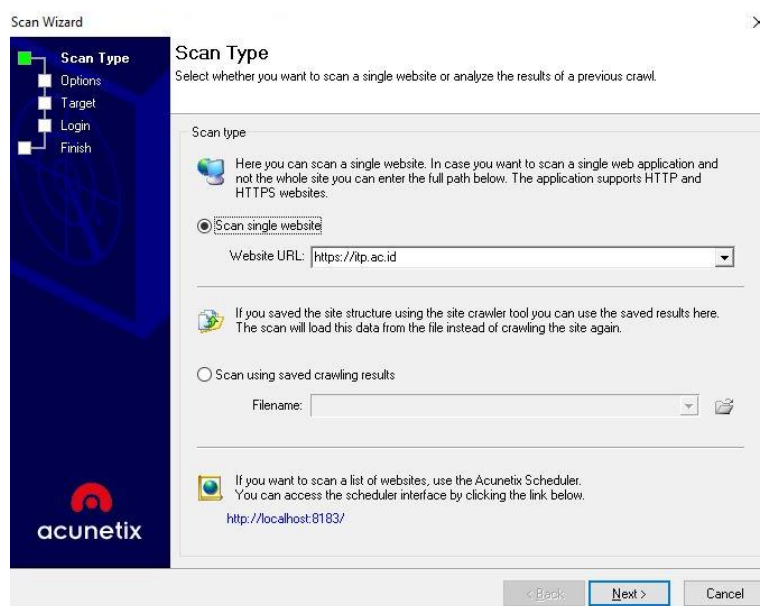 Scan Wizard
Scan Type
Options
Target
Login
Finish
acunetix
Scan Type
Select whether you want to scan a single website or analyze the results of a previous crawl.
Scan type
Here you can scan a single website. In case you want to scan a single web application and
not the whole site you can enter the full path below. The application supports HTTP and
HTTPS websites.
Scan single website
Website URL: https://itp.ac.id
If you saved the site structure using the site crawler tool you can use the saved results here.
The scan will load this data from the file instead of crawling the site again.
Scan using saved crawling results
Filename:
If you want to scan a list of websites, use the Acunetix Scheduler.
You can access the scheduler interface by clicking the link below.
http://localhost:8183/
< Back Next > Cancel